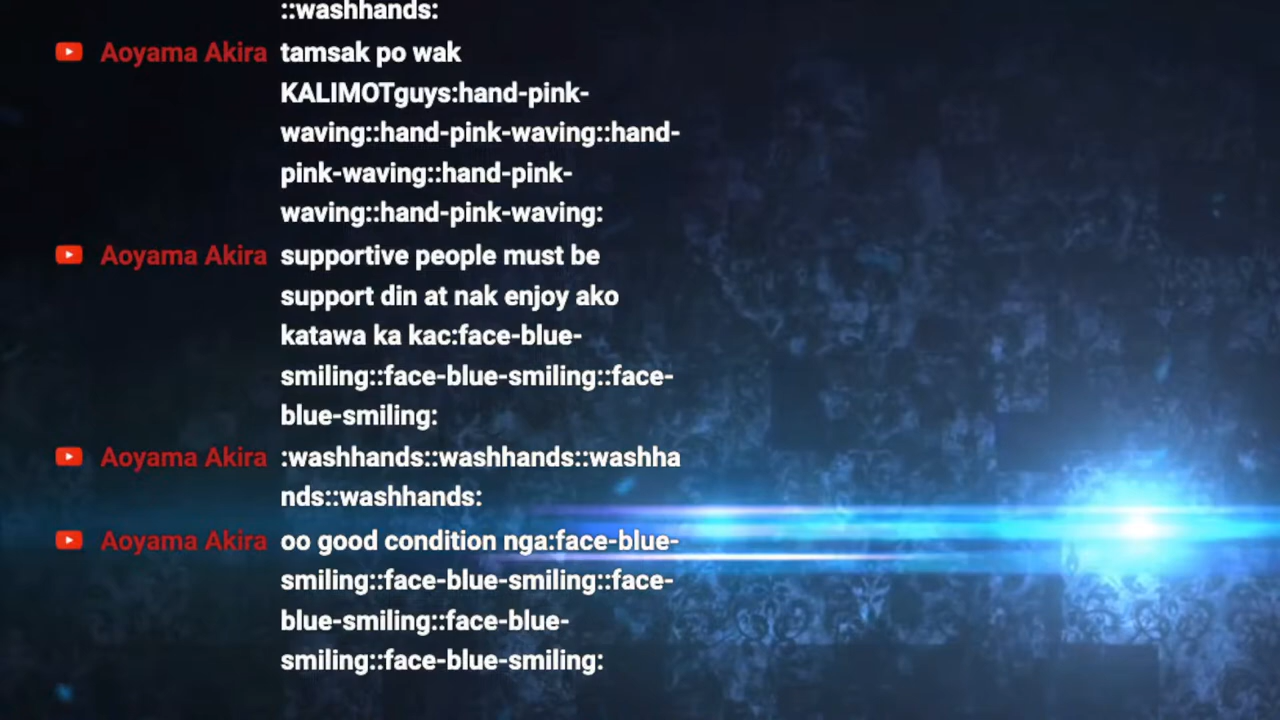 ::washhands:
Aoyama Akira tamsak po wak
KALIMOTguys:hand-pink-
waving::hand-pink-waving::hand-
pink-waving::hand-pink-
waving::hand-pink-waving:
Aoyama Akira supportive people must be
support din at nak enjoy ako
katawa ka kac:face-blue-
smiling::face-blue-smiling::face-
blue-smiling:
Aoyama Akira :washhands::washhands::washha
nds::washhands:
Aoyama Akira oo good condition nga:face-blue-
smiling::face-blue-smiling::face-
blue-smiling::face-blue-
smiling::face-blue-smiling: